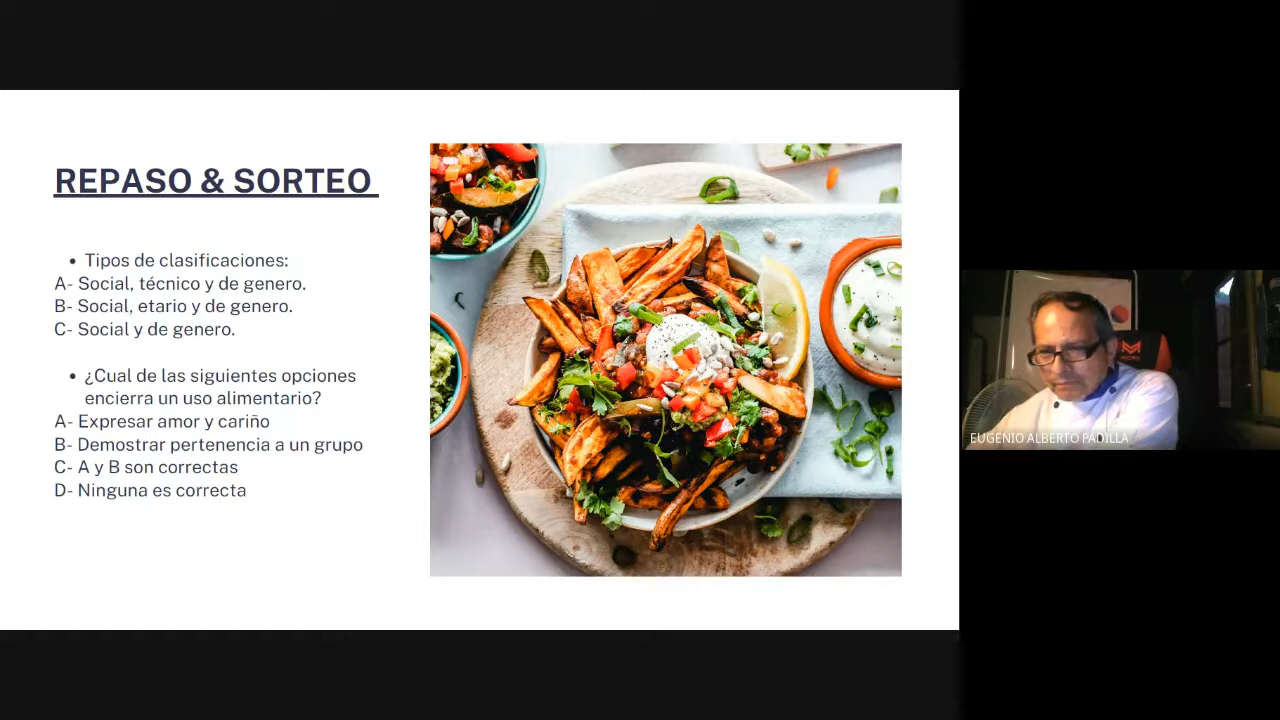 REPASO & SORTEO
• Tipos de clasificaciones:
A- Social, técnico y de genero.
B- Social, etario y de genero.
C- Social y de genero.
• ¿Cual de las siguientes opciones
encierra un uso alimentario?
A- Expresar amor y cariño
B- Demostrar pertenencia a un grupo
C- A y B son correctas
D- Ninguna es correcta
EUGENIO ALBERTO PADILLA